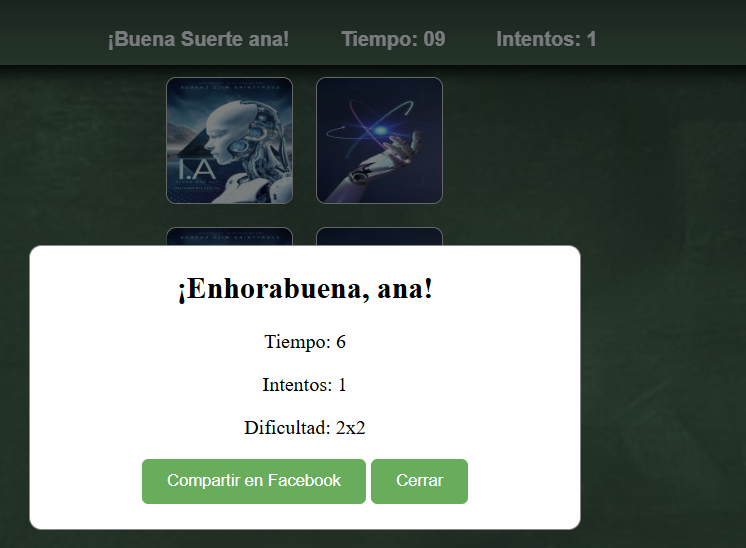 ¡Buena Suerte ana! Tiempo: 09 Intentos: 1
I.A
¡Enhorabuena, ana!
Tiempo: 6
Intentos: 1
Dificultad: 2x2
Compartir en Facebook Cerrar